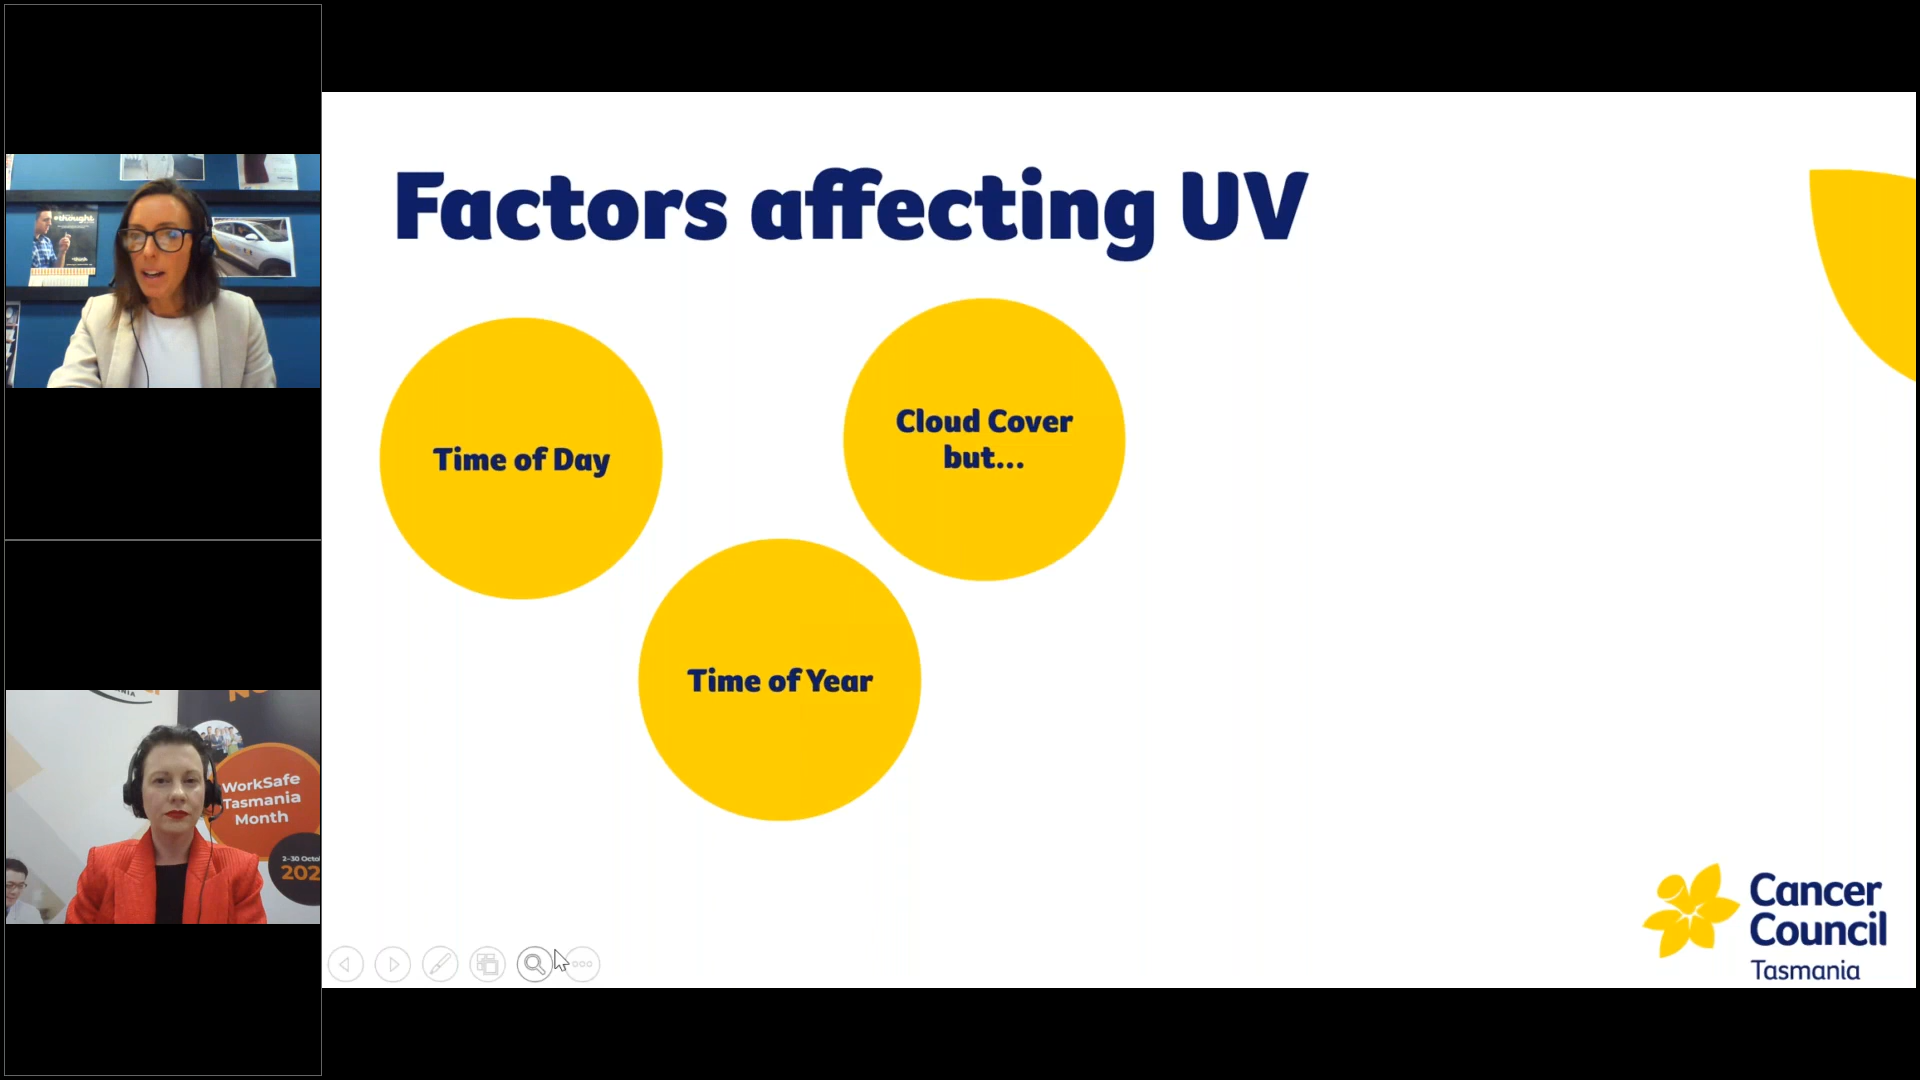 Factors affecting UV
Time of Day
Cloud Cover
but...
Time of Year
Cancer
Council
Tasmania
WorkSafe
Tasmania
Month